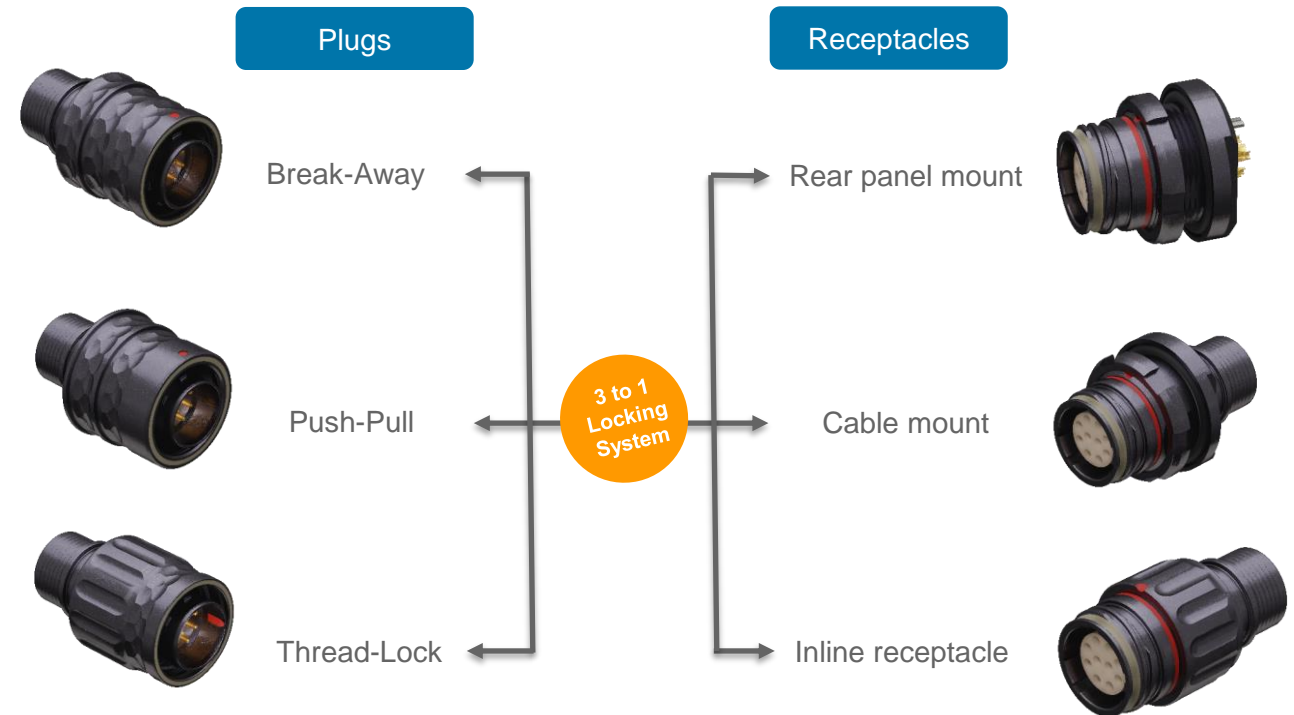 Plugs
Receptacles
Break-Away
Rear panel mount
3 to 1
Locking
System
Push-Pull
Cable mount
Thread-Lock
Inline receptacle